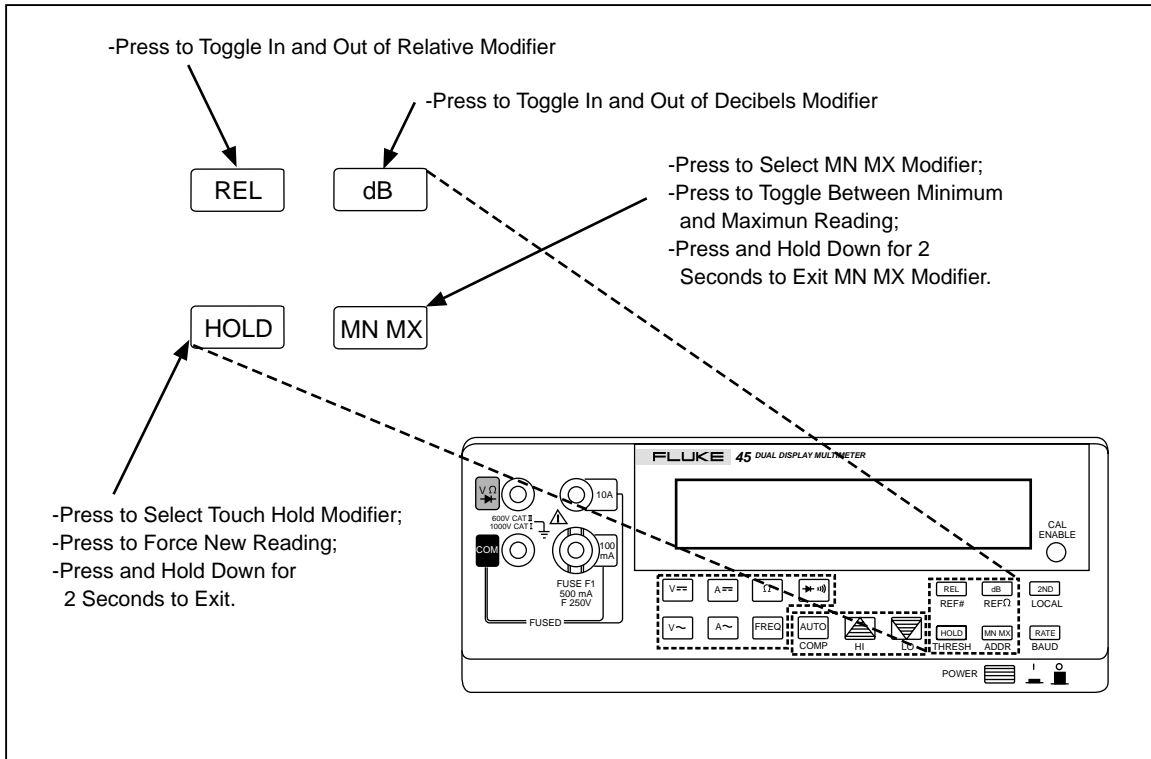 -Press to Toggle In and Out of Relative Modifier
-Press to Toggle In and Out of Decibels Modifier
REL
dB
-Press to Select MN MX Modifier;
-Press to Toggle Between Minimum
and Maximun Reading;
-Press and Hold Down for 2
Seconds to Exit MN MX Modifier.
HOLD
MN MX
-Press to Select Touch Hold Modifier;
-Press to Force New Reading;
-Press and Hold Down for
2 Seconds to Exit.
FLUKE 45 DUAL DISPLAY MULTIMETER
V Ω
10A
600V CAT II
1000V CAT I
COM
100
mA
FUSE F1
500 mA
F 250V
FUSED
CAL
ENABLE
V
A
Ω
REL
dB
2ND
REF#
REFΩ
LOCAL
V~
A~
FREQ
AUTO
HOLD
MN MX
RATE
COMP
HI
LO
THRESH
ADDR
BAUD
POWER
I
O